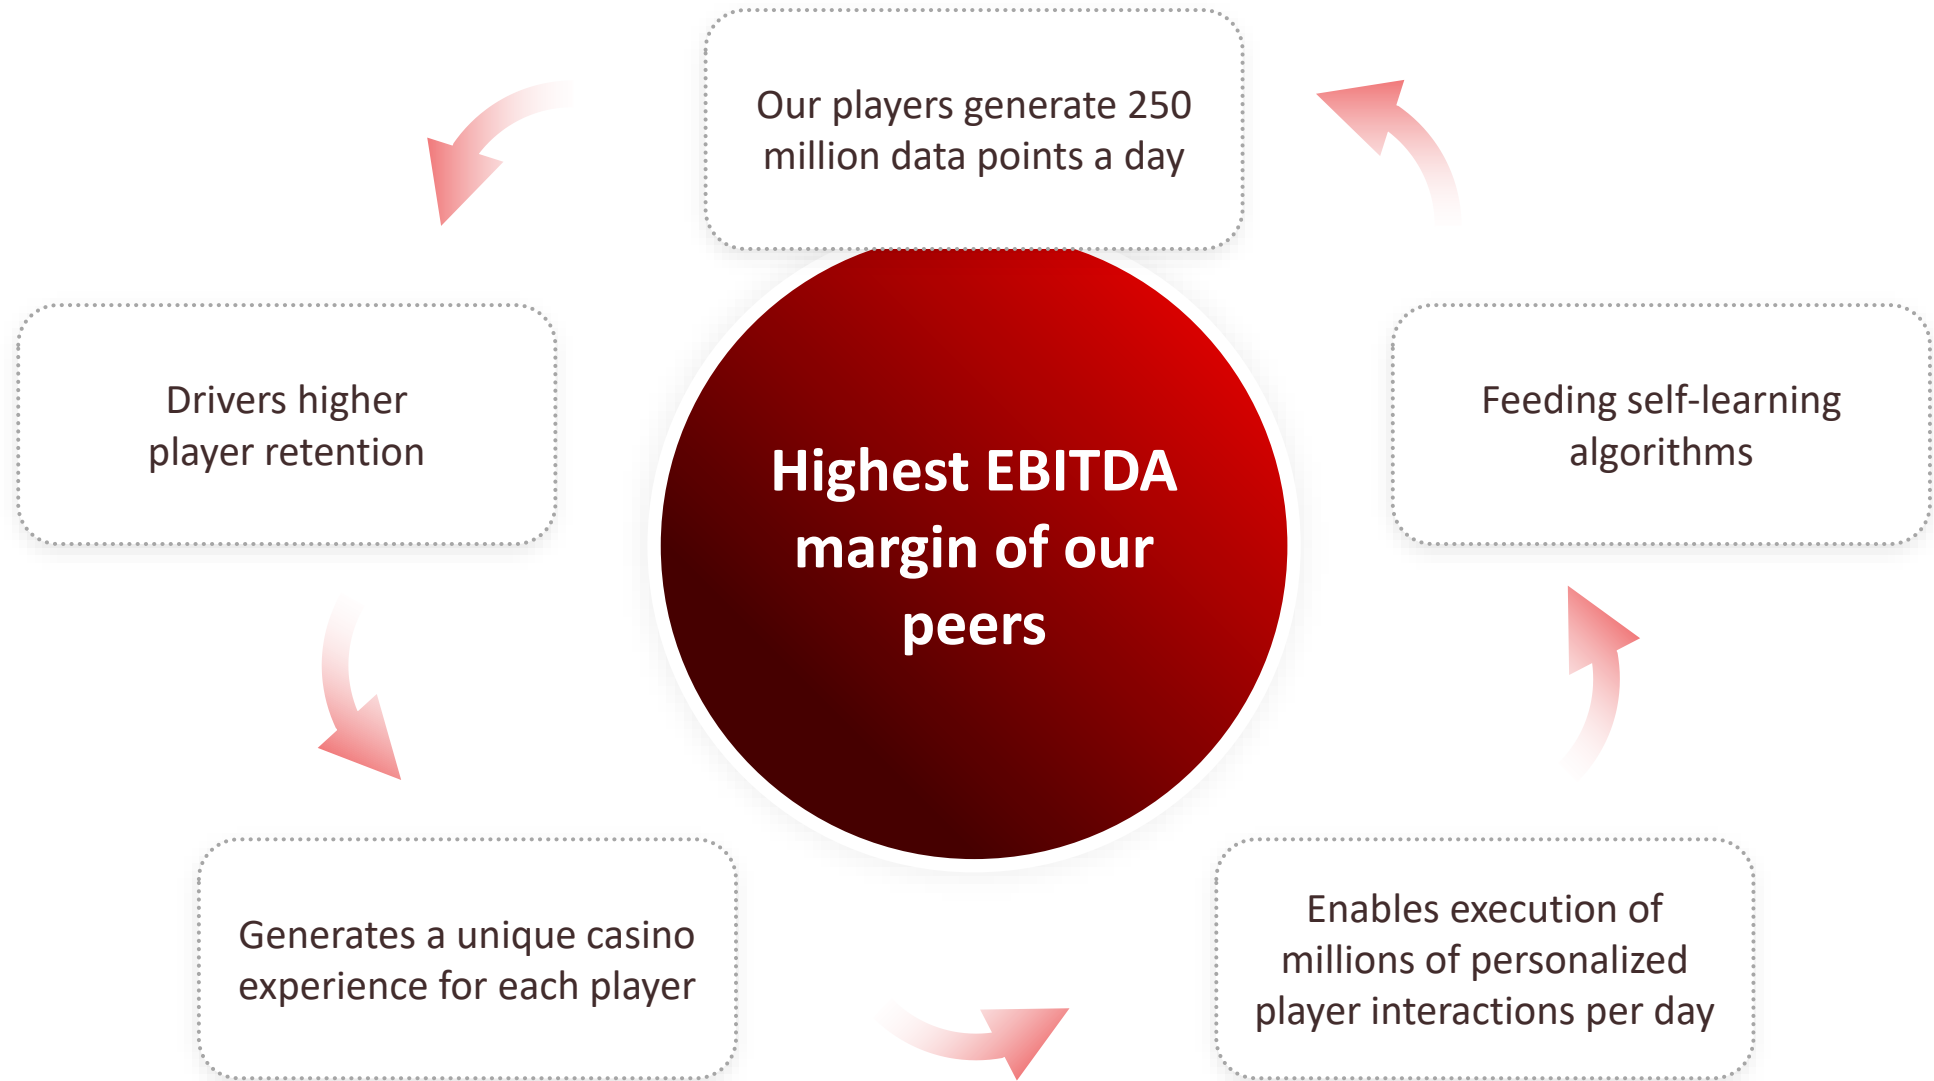 Our players generate 250
million data points a day
Drivers higher
player retention
Feeding self-learning
algorithms
Highest EBITDA
margin of our
peers
Generates a unique casino
experience for each player
Enables execution of
millions of personalized
player interactions per day